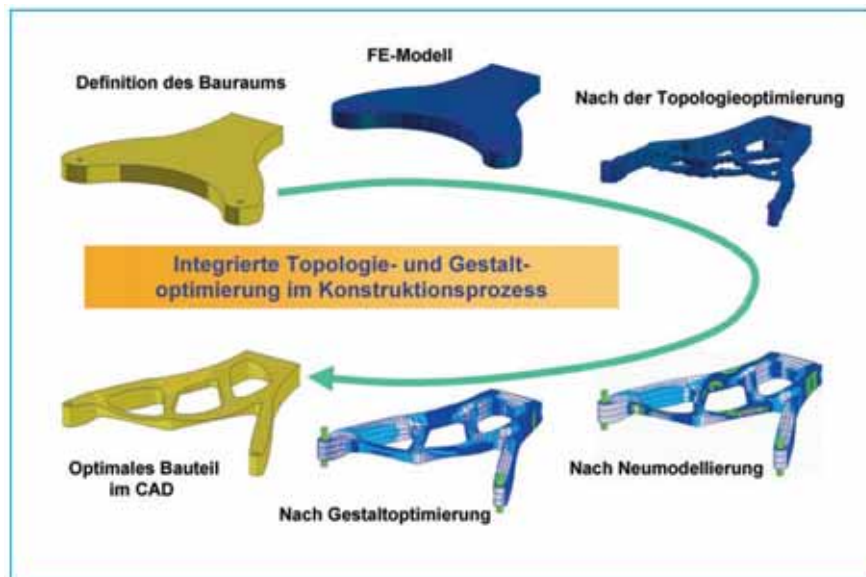 Definition des Bauraums
FE-Modell
Nach der Topologieoptimierung
Integrierte Topologie- und Gestalt-
optimierung im Konstruktionsprozess
Optimales Bauteil
im CAD
Nach Gestaltoptimierung
Nach Neumodellierung